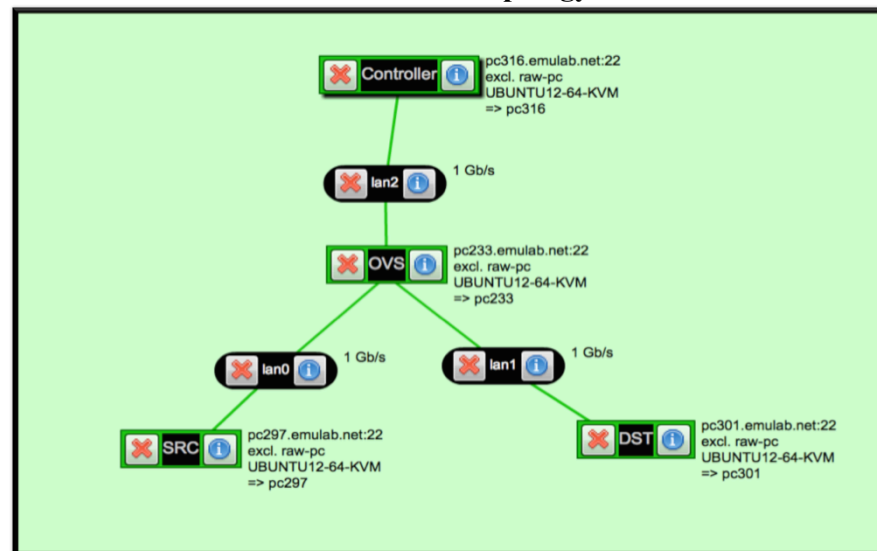 Controller
pc316.emulab.net:22
excl. raw-pc
UBUNTU12-64-KVM
=> pc316
lan2
1 Gb/s
OVS
pc233.emulab.net:22
excl. raw-pc
UBUNTU12-64-KVM
=> pc233
lan0
1 Gb/s
lan1
1 Gb/s
SRC
pc297.emulab.net:22
excl. raw-pc
UBUNTU12-64-KVM
=> pc297
DST
pc301.emulab.net:22
excl. raw-pc
UBUNTU12-64-KVM
=> pc301